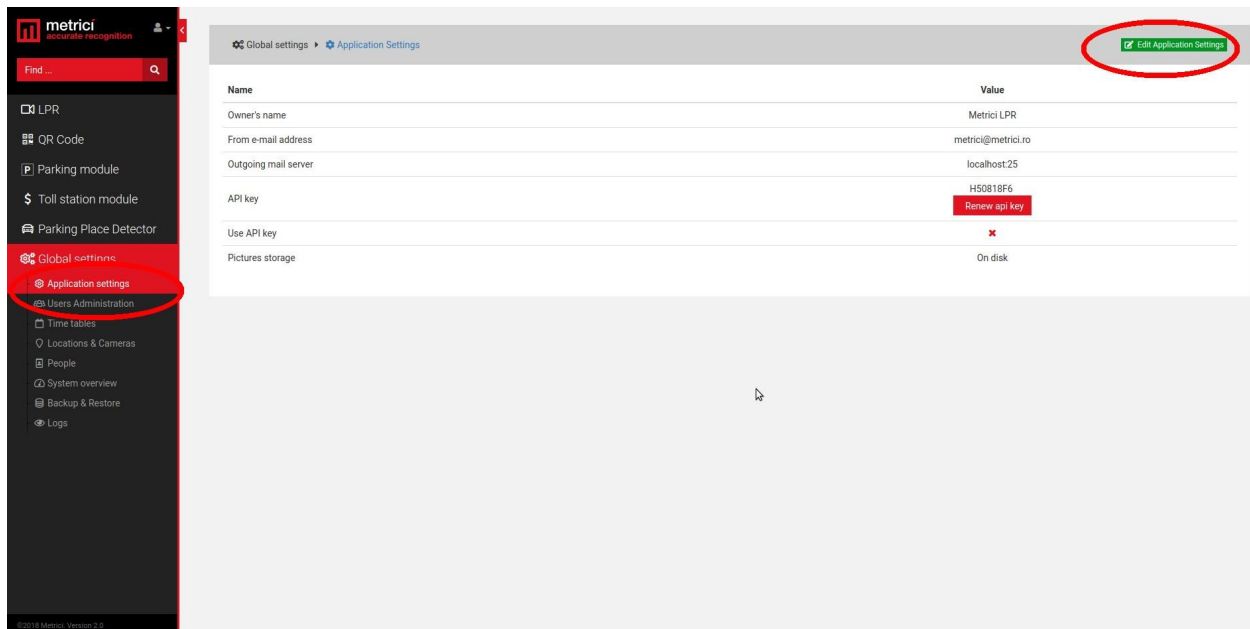 metrici
accurate recognition
Find ...
LPR
QR Code
Parking module
Toll station module
Parking Place Detector
Global settings
Application settings
Users Administration
Time tables
Locations & Cameras
People
System overview
Backup & Restore
Logs
©2018 Metrici. Version 2.0
Global settings Application Settings
Edit Application Settings
Name Value
Owner's name Metrici LPR
From e-mail address metrici@metrici.ro
Outgoing mail server localhost:25
API key H50818F6
Renew api key
Use API key
Pictures storage On disk